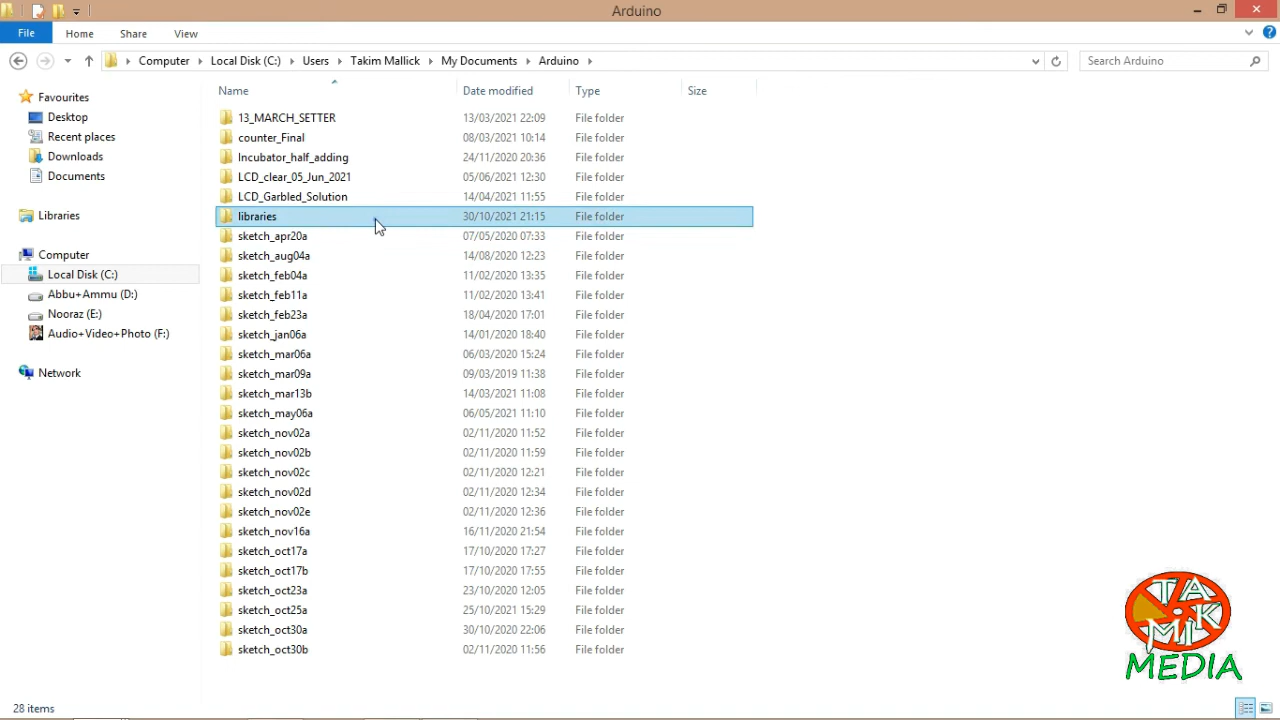 Arduino
File Home Share View
Computer Local Disk (C:) Users Takim Mallick My Documents Arduino Search Arduino
Name Date modified Type Size
Favourites
Desktop
Recent places
Downloads
Documents
Libraries
Computer
Local Disk (C:)
Abbu+Ammu (D:)
Nooraz (E:)
Audio+Video+Photo (F:)
Network
13_MARCH_SETTER 13/03/2021 22:09 File folder
counter_Final 08/03/2021 10:14 File folder
Incubator_half_adding 24/11/2020 20:36 File folder
LCD_clear_05_Jun_2021 05/06/2021 12:30 File folder
LCD_Garbled_Solution 14/04/2021 11:55 File folder
libraries 30/10/2021 21:15 File folder
sketch_apr20a 07/05/2020 07:33 File folder
sketch_aug04a 14/08/2020 12:23 File folder
sketch_feb04a 11/02/2020 13:35 File folder
sketch_feb11a 11/02/2020 13:41 File folder
sketch_feb23a 18/04/2020 17:01 File folder
sketch_jan06a 14/01/2020 18:40 File folder
sketch_mar06a 06/03/2020 15:24 File folder
sketch_mar09a 09/03/2019 11:38 File folder
sketch_mar13b 14/03/2021 11:08 File folder
sketch_may06a 06/05/2021 11:10 File folder
sketch_nov02a 02/11/2020 11:52 File folder
sketch_nov02b 02/11/2020 11:59 File folder
sketch_nov02c 02/11/2020 12:21 File folder
sketch_nov02d 02/11/2020 12:34 File folder
sketch_nov02e 02/11/2020 12:36 File folder
sketch_nov16a 16/11/2020 21:54 File folder
sketch_oct17a 17/10/2020 17:27 File folder
sketch_oct17b 17/10/2020 17:55 File folder
sketch_oct23a 23/10/2020 12:05 File folder
sketch_oct25a 25/10/2021 15:29 File folder
sketch_oct30a 30/10/2020 22:06 File folder
sketch_oct30b 02/11/2020 11:56 File folder
TAKIM
MEDIA
28 items